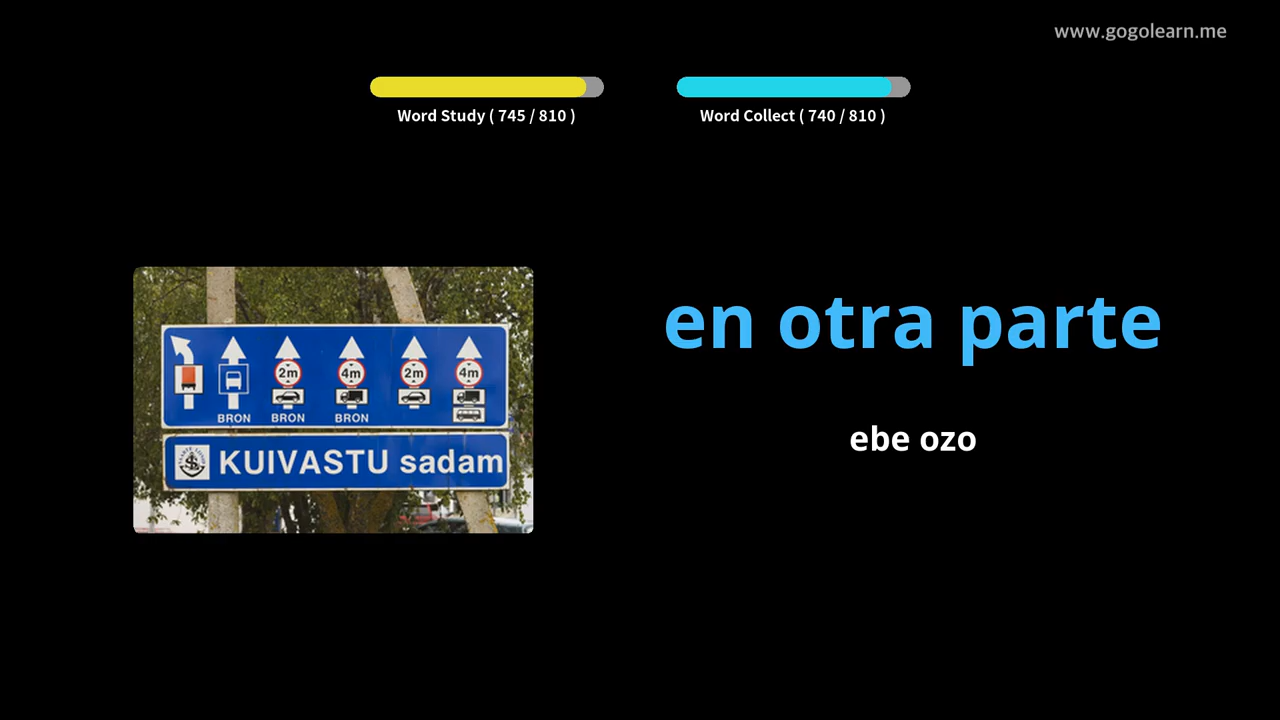 www.gogolearn.me
Word Study ( 745 / 810 )
Word Collect ( 740 / 810 )
en otra parte
ebe ozo
2m
4m
2m
4m
BRON
BRON
BRON
KUIVASTU sadam